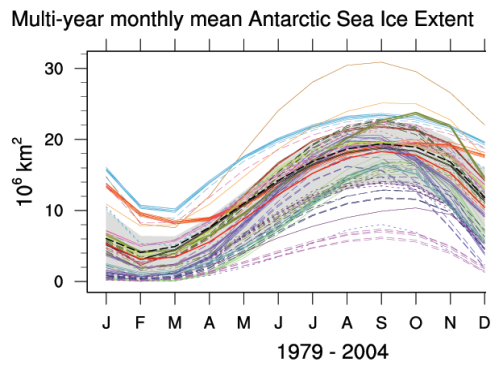 Multi-year monthly mean Antarctic Sea Ice Extent
30
20
10
0
10⁶ km²
J F M A M J J A S O N D
1979 - 2004